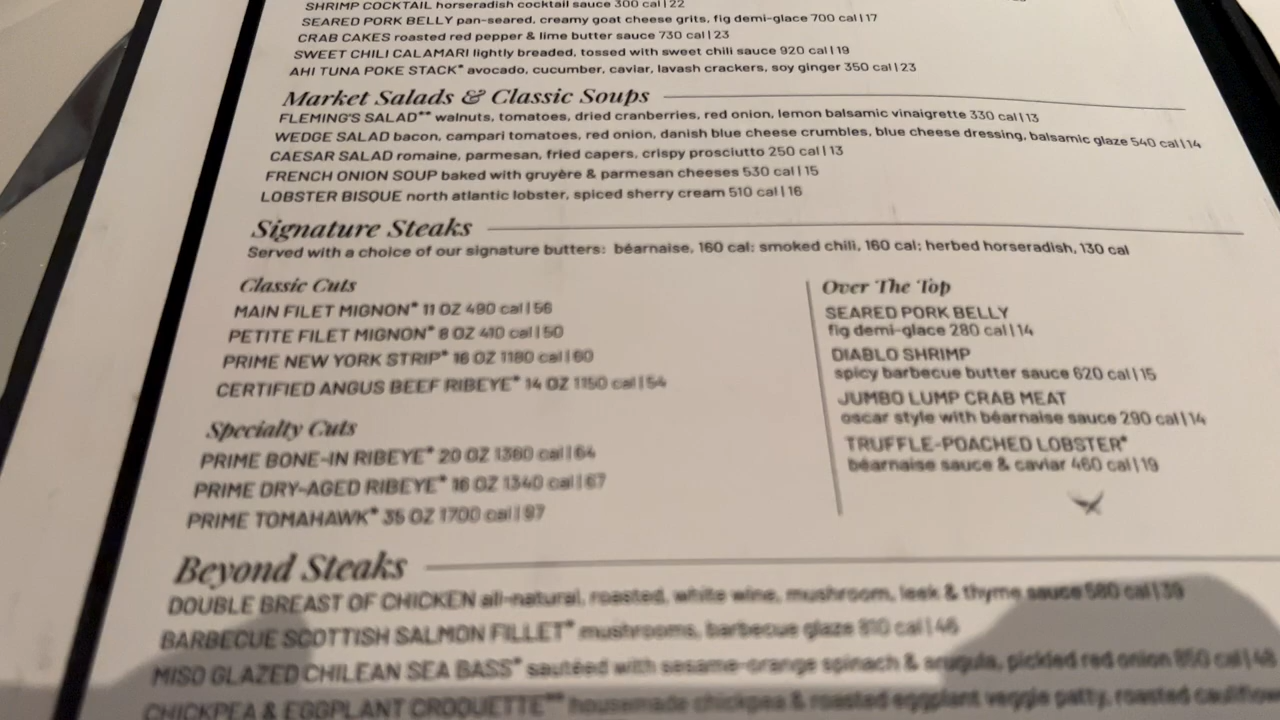 SHRIMP COCKTAIL horseradish cocktail sauce 300 cal | 22
SEARED PORK BELLY pan-seared, creamy goat cheese grits, fig demi-glace 700 cal | 17
CRAB CAKES roasted red pepper & lime butter sauce 730 cal | 23
SWEET CHILI CALAMARI lightly breaded, tossed with sweet chili sauce 920 cal | 19
AHI TUNA POKE STACK* avocado, cucumber, caviar, lavash crackers, soy ginger 350 cal | 23
Market Salads & Classic Soups
FLEMING'S SALAD** walnuts, tomatoes, dried cranberries, red onion, lemon balsamic vinaigrette 330 cal | 13
WEDGE SALAD bacon, campari tomatoes, red onion, danish blue cheese crumbles, blue cheese dressing, balsamic glaze 540 cal | 14
CAESAR SALAD romaine, parmesan, fried capers, crispy prosciutto 250 cal | 13
FRENCH ONION SOUP baked with gruyère & parmesan cheeses 530 cal | 15
LOBSTER BISQUE north atlantic lobster, spiced sherry cream 510 cal | 16
Signature Steaks
Served with a choice of our signature butters: béarnaise, 160 cal; smoked chili, 160 cal; herbed horseradish, 130 cal
Classic Cuts
MAIN FILET MIGNON* 11 OZ 490 cal | 56
PETITE FILET MIGNON* 8 OZ 410 cal | 50
PRIME NEW YORK STRIP* 16 OZ 1180 cal | 60
CERTIFIED ANGUS BEEF RIBEYE* 14 OZ 1150 cal | 54
Specialty Cuts
PRIME BONE-IN RIBEYE* 20 OZ 1360 cal | 64
PRIME DRY-AGED RIBEYE* 16 OZ 1340 cal | 67
PRIME TOMAHAWK* 35 OZ 1700 cal | 97
Over The Top
SEARED PORK BELLY
fig demi-glace 280 cal | 14
DIABLO SHRIMP
spicy barbecue butter sauce 620 cal | 15
JUMBO LUMP CRAB MEAT
oscar style with béarnaise sauce 290 cal | 14
TRUFFLE-POACHED LOBSTER*
béarnaise sauce & caviar 460 cal | 19
Beyond Steaks
DOUBLE BREAST OF CHICKEN all-natural, roasted, white wine, mushroom, leek & thyme sauce 580 cal | 39
BARBECUE SCOTTISH SALMON FILLET* mushrooms, barbecue glaze 810 cal | 46
MISO GLAZED CHILEAN SEA BASS* sautéed with sesame-orange spinach & arugula, pickled red onion 850 cal | 48
CHICKPEA & EGGPLANT CROQUETTE** housemade chickpea & roasted eggplant veggie patty, roasted